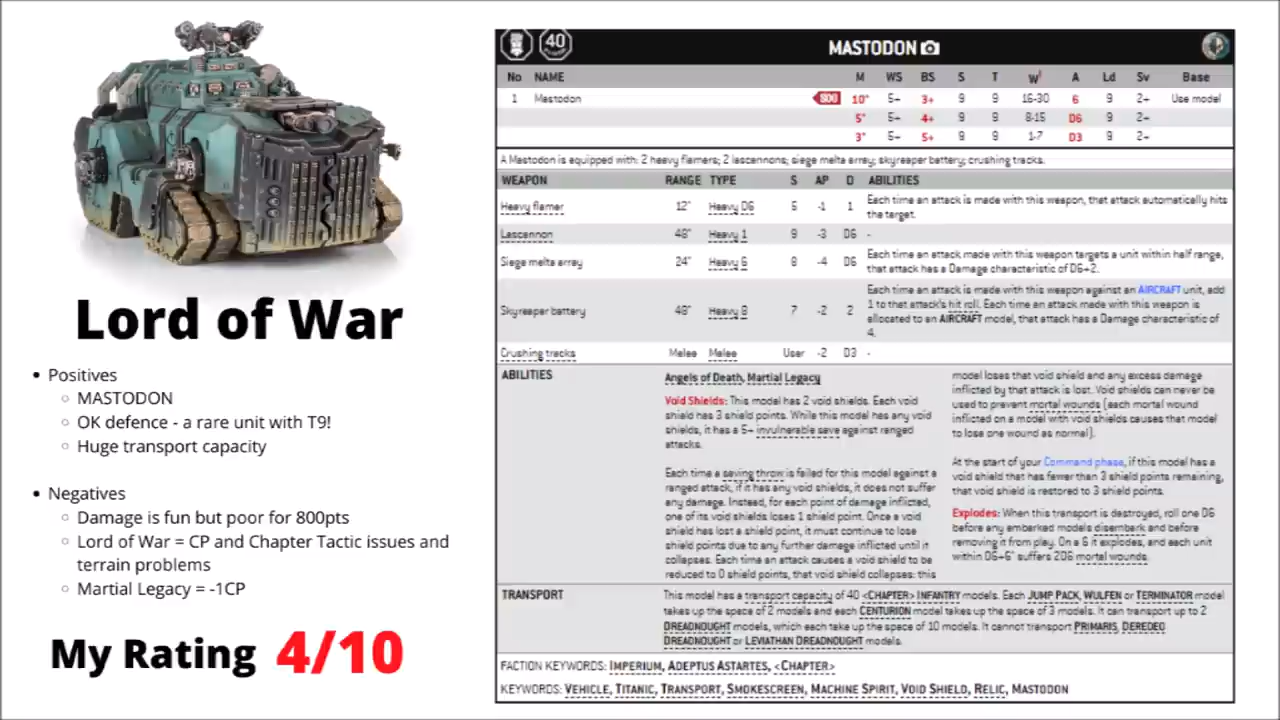 Lord of War
• Positives
○ MASTODON
○ OK defence - a rare unit with T9!
○ Huge transport capacity
• Negatives
○ Damage is fun but poor for 800pts
○ Lord of War = CP and Chapter Tactic issues and
terrain problems
○ Martial Legacy = -1CP
My Rating 4/10
40
MASTODON
No NAME M WS BS S T W A Ld Sv Base
1 Mastodon 800 10" 5+ 3+ 9 9 16-30 6 9 2+ Use model
5" 5+ 4+ 9 9 8-15 D6 9 2+
3" 5+ 5+ 9 9 1-7 D3 9 2+
A Mastodon is equipped with: 2 heavy flamers; 2 lascannons; siege melta array; skyreaper battery; crushing tracks.
WEAPON RANGE TYPE S AP D ABILITIES
Heavy flamer 12" Heavy D6 5 -1 1 Each time an attack is made with this weapon, that attack automatically hits
the target.
Lascannon 48" Heavy 1 9 -3 D6 -
Siege melta array 24" Heavy 6 8 -4 D6 Each time an attack made with this weapon targets a unit within half range,
that attack has a Damage characteristic of D6+2.
Skyreaper battery 48" Heavy 8 7 -2 2 Each time an attack is made with this weapon against an AIRCRAFT unit, add
1 to that attack's hit roll. Each time an attack made with this weapon is
allocated to an AIRCRAFT model, that attack has a Damage characteristic of
4.
Crushing tracks Melee Melee User -2 D3 -
ABILITIES
Angels of Death, Martial Legacy
Void Shields: This model has 2 void shields. Each void
shield has 3 shield points. While this model has any void
shields, it has a 5+ invulnerable save against ranged
attacks.
Each time a saving throw is failed for this model against a
ranged attack, if it has any void shields, it does not suffer
any damage. Instead, for each point of damage inflicted,
one of its void shields loses 1 shield point. Once a void
shield has lost a shield point, it must continue to lose
shield points due to any further damage inflicted until it
collapses. Each time an attack causes a void shield to be
reduced to 0 shield points, that void shield collapses: this
model loses that void shield and any excess damage
inflicted by that attack is lost. Void shields can never be
used to prevent mortal wounds (each mortal wound
inflicted on a model with void shields causes that model
to lose one wound as normal).
At the start of your Command phase, if this model has a
void shield that has fewer than 3 shield points remaining,
that void shield is restored to 3 shield points.
Explodes: When this transport is destroyed, roll one D6
before any embarked models disembark and before
removing it from play. On a 6 it explodes, and each unit
within D6+6" suffers 2D6 mortal wounds.
TRANSPORT
This model has a transport capacity of 40 <CHAPTER> INFANTRY models. Each JUMP PACK, WULFEN or TERMINATOR model
takes up the space of 2 models and each CENTURION model takes up the space of 3 models. It can transport up to 2
DREADNOUGHT models, which each take up the space of 10 models. It cannot transport PRIMARIS, DEREDEO
DREADNOUGHT or LEVIATHAN DREADNOUGHT models.
FACTION KEYWORDS: IMPERIUM, ADEPTUS ASTARTES, <CHAPTER>
KEYWORDS: VEHICLE, TITANIC, TRANSPORT, SMOKESCREEN, MACHINE SPIRIT, VOID SHIELD, RELIC, MASTODON